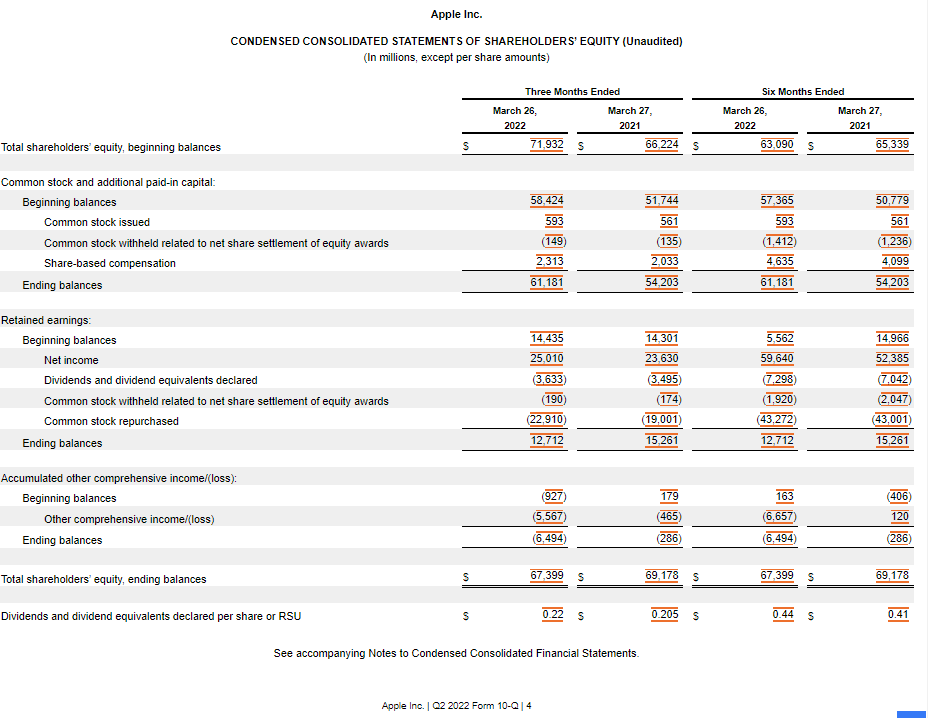 Apple Inc.
CONDENSED CONSOLIDATED STATEMENTS OF SHAREHOLDERS' EQUITY (Unaudited)
(In millions, except per share amounts)
Three Months Ended Six Months Ended
March 26, 2022 March 27, 2021 March 26, 2022 March 27, 2021
Total shareholders' equity, beginning balances $ 71,932 $ 66,224 $ 63,090 $ 65,339
Common stock and additional paid-in capital:
Beginning balances 58,424 51,744 57,365 50,779
Common stock issued 593 561 593 561
Common stock withheld related to net share settlement of equity awards (149) (135) (1,412) (1,236)
Share-based compensation 2,313 2,033 4,635 4,099
Ending balances 61,181 54,203 61,181 54,203
Retained earnings:
Beginning balances 14,435 14,301 5,562 14,966
Net income 25,010 23,630 59,640 52,385
Dividends and dividend equivalents declared (3,633) (3,495) (7,298) (7,042)
Common stock withheld related to net share settlement of equity awards (190) (174) (1,920) (2,047)
Common stock repurchased (22,910) (19,001) (43,272) (43,001)
Ending balances 12,712 15,261 12,712 15,261
Accumulated other comprehensive income/(loss):
Beginning balances (927) 179 163 (406)
Other comprehensive income/(loss) (5,567) (465) (6,657) 120
Ending balances (6,494) (286) (6,494) (286)
Total shareholders' equity, ending balances $ 67,399 $ 69,178 $ 67,399 $ 69,178
Dividends and dividend equivalents declared per share or RSU $ 0.22 $ 0.205 $ 0.44 $ 0.41
See accompanying Notes to Condensed Consolidated Financial Statements.
Apple Inc. | Q2 2022 Form 10-Q | 4